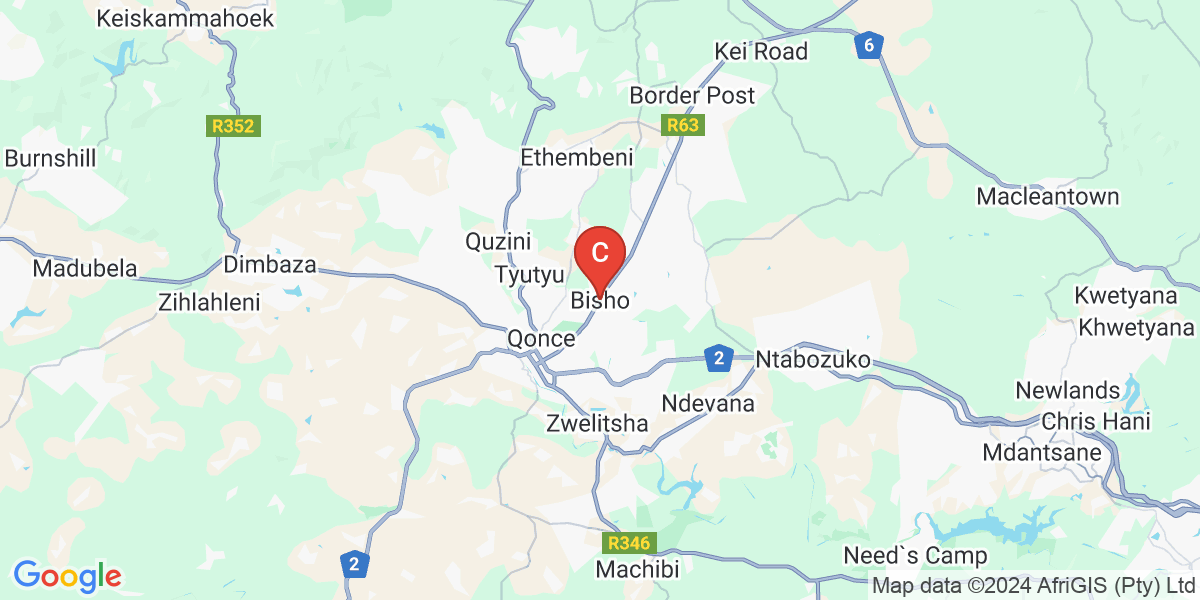 Keiskammahoek
Kei Road
6
Border Post
R352
R63
Burnshill
Ethembeni
Macleantown
Quzini
C
Madubela
Dimbaza
Tyutyu
Zihlahleni
Bisho
Kwetyana
Khwetyana
Qonce
2
Ntabozuko
Newlands
Ndevana
Zwelitsha
Chris Hani
Mdantsane
R346
Need`s Camp
2
Machibi
Google
Map data ©2024 AfriGIS (Pty) Ltd